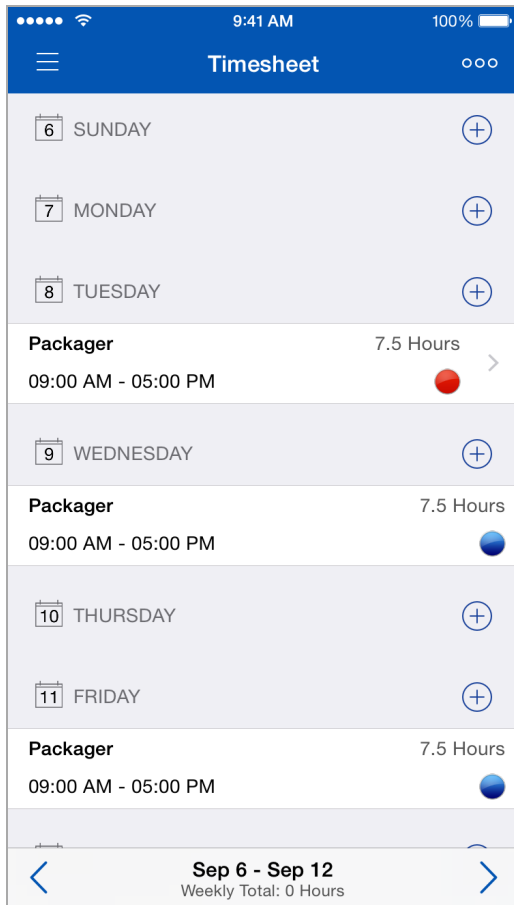 9:41 AM 100%
Timesheet
6 SUNDAY
7 MONDAY
8 TUESDAY
Packager 7.5 Hours
09:00 AM - 05:00 PM
9 WEDNESDAY
Packager 7.5 Hours
09:00 AM - 05:00 PM
10 THURSDAY
11 FRIDAY
Packager 7.5 Hours
09:00 AM - 05:00 PM
Sep 6 - Sep 12
Weekly Total: 0 Hours